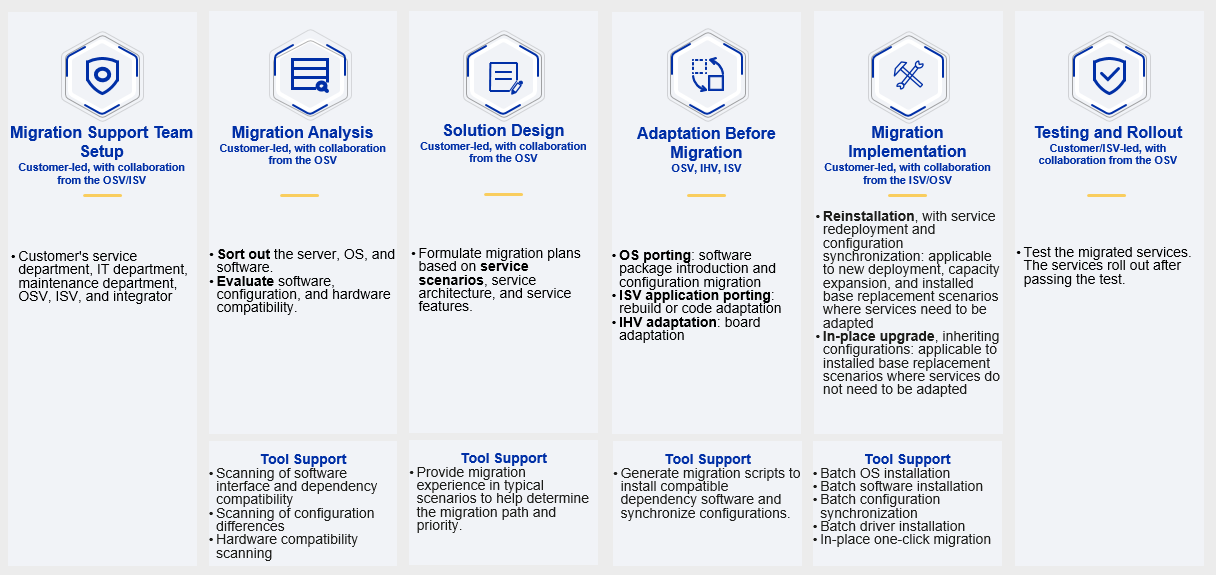 Migration Support Team
Setup
Customer-led, with collaboration
from the OSV/ISV
• Customer's service
department, IT department,
maintenance department,
OSV, ISV, and integrator
Migration Analysis
Customer-led, with collaboration
from the OSV
• Sort out the server, OS, and
software.
• Evaluate software,
configuration, and hardware
compatibility.
Tool Support
• Scanning of software
interface and dependency
compatibility
• Scanning of configuration
differences
• Hardware compatibility
scanning
Solution Design
Customer-led, with collaboration
from the OSV
• Formulate migration plans
based on service
scenarios, service
architecture, and service
features.
Tool Support
• Provide migration
experience in typical
scenarios to help determine
the migration path and
priority.
Adaptation Before
Migration
OSV, IHV, ISV
• OS porting: software
package introduction and
configuration migration
• ISV application porting:
rebuild or code adaptation
• IHV adaptation: board
adaptation
Tool Support
• Generate migration scripts to
install compatible
dependency software and
synchronize configurations.
Migration
Implementation
Customer-led, with collaboration
from the ISV/OSV
• Reinstallation, with service
redeployment and
configuration
synchronization: applicable
to new deployment, capacity
expansion, and installed
base replacement scenarios
where services need to be
adapted
• In-place upgrade, inheriting
configurations: applicable to
installed base replacement
scenarios where services do
not need to be adapted
Tool Support
• Batch OS installation
• Batch software installation
• Batch configuration
synchronization
• Batch driver installation
• In-place one-click migration
Testing and Rollout
Customer/ISV-led, with
collaboration from the OSV
• Test the migrated services.
The services roll out after
passing the test.